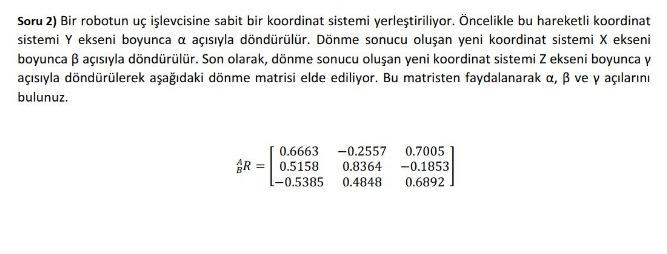 Soru 2) Bir robotun uç işlevcisine sabit bir koordinat sistemi yerleştiriliyor. Öncelikle bu hareketli koordinat
sistemi Y ekseni boyunca α açısıyla döndürülür. Dönme sonucu oluşan yeni koordinat sistemi X ekseni
boyunca β açısıyla döndürülür. Son olarak, dönme sonucu oluşan yeni koordinat sistemi Z ekseni boyunca γ
açısıyla döndürülerek aşağıdaki dönme matrisi elde ediliyor. Bu matristen faydalanarak α, β ve γ açılarını
bulunuz.
0.6663 −0.2557 0.7005
A B R = 0.5158 0.8364 −0.1853
−0.5385 0.4848 0.6892